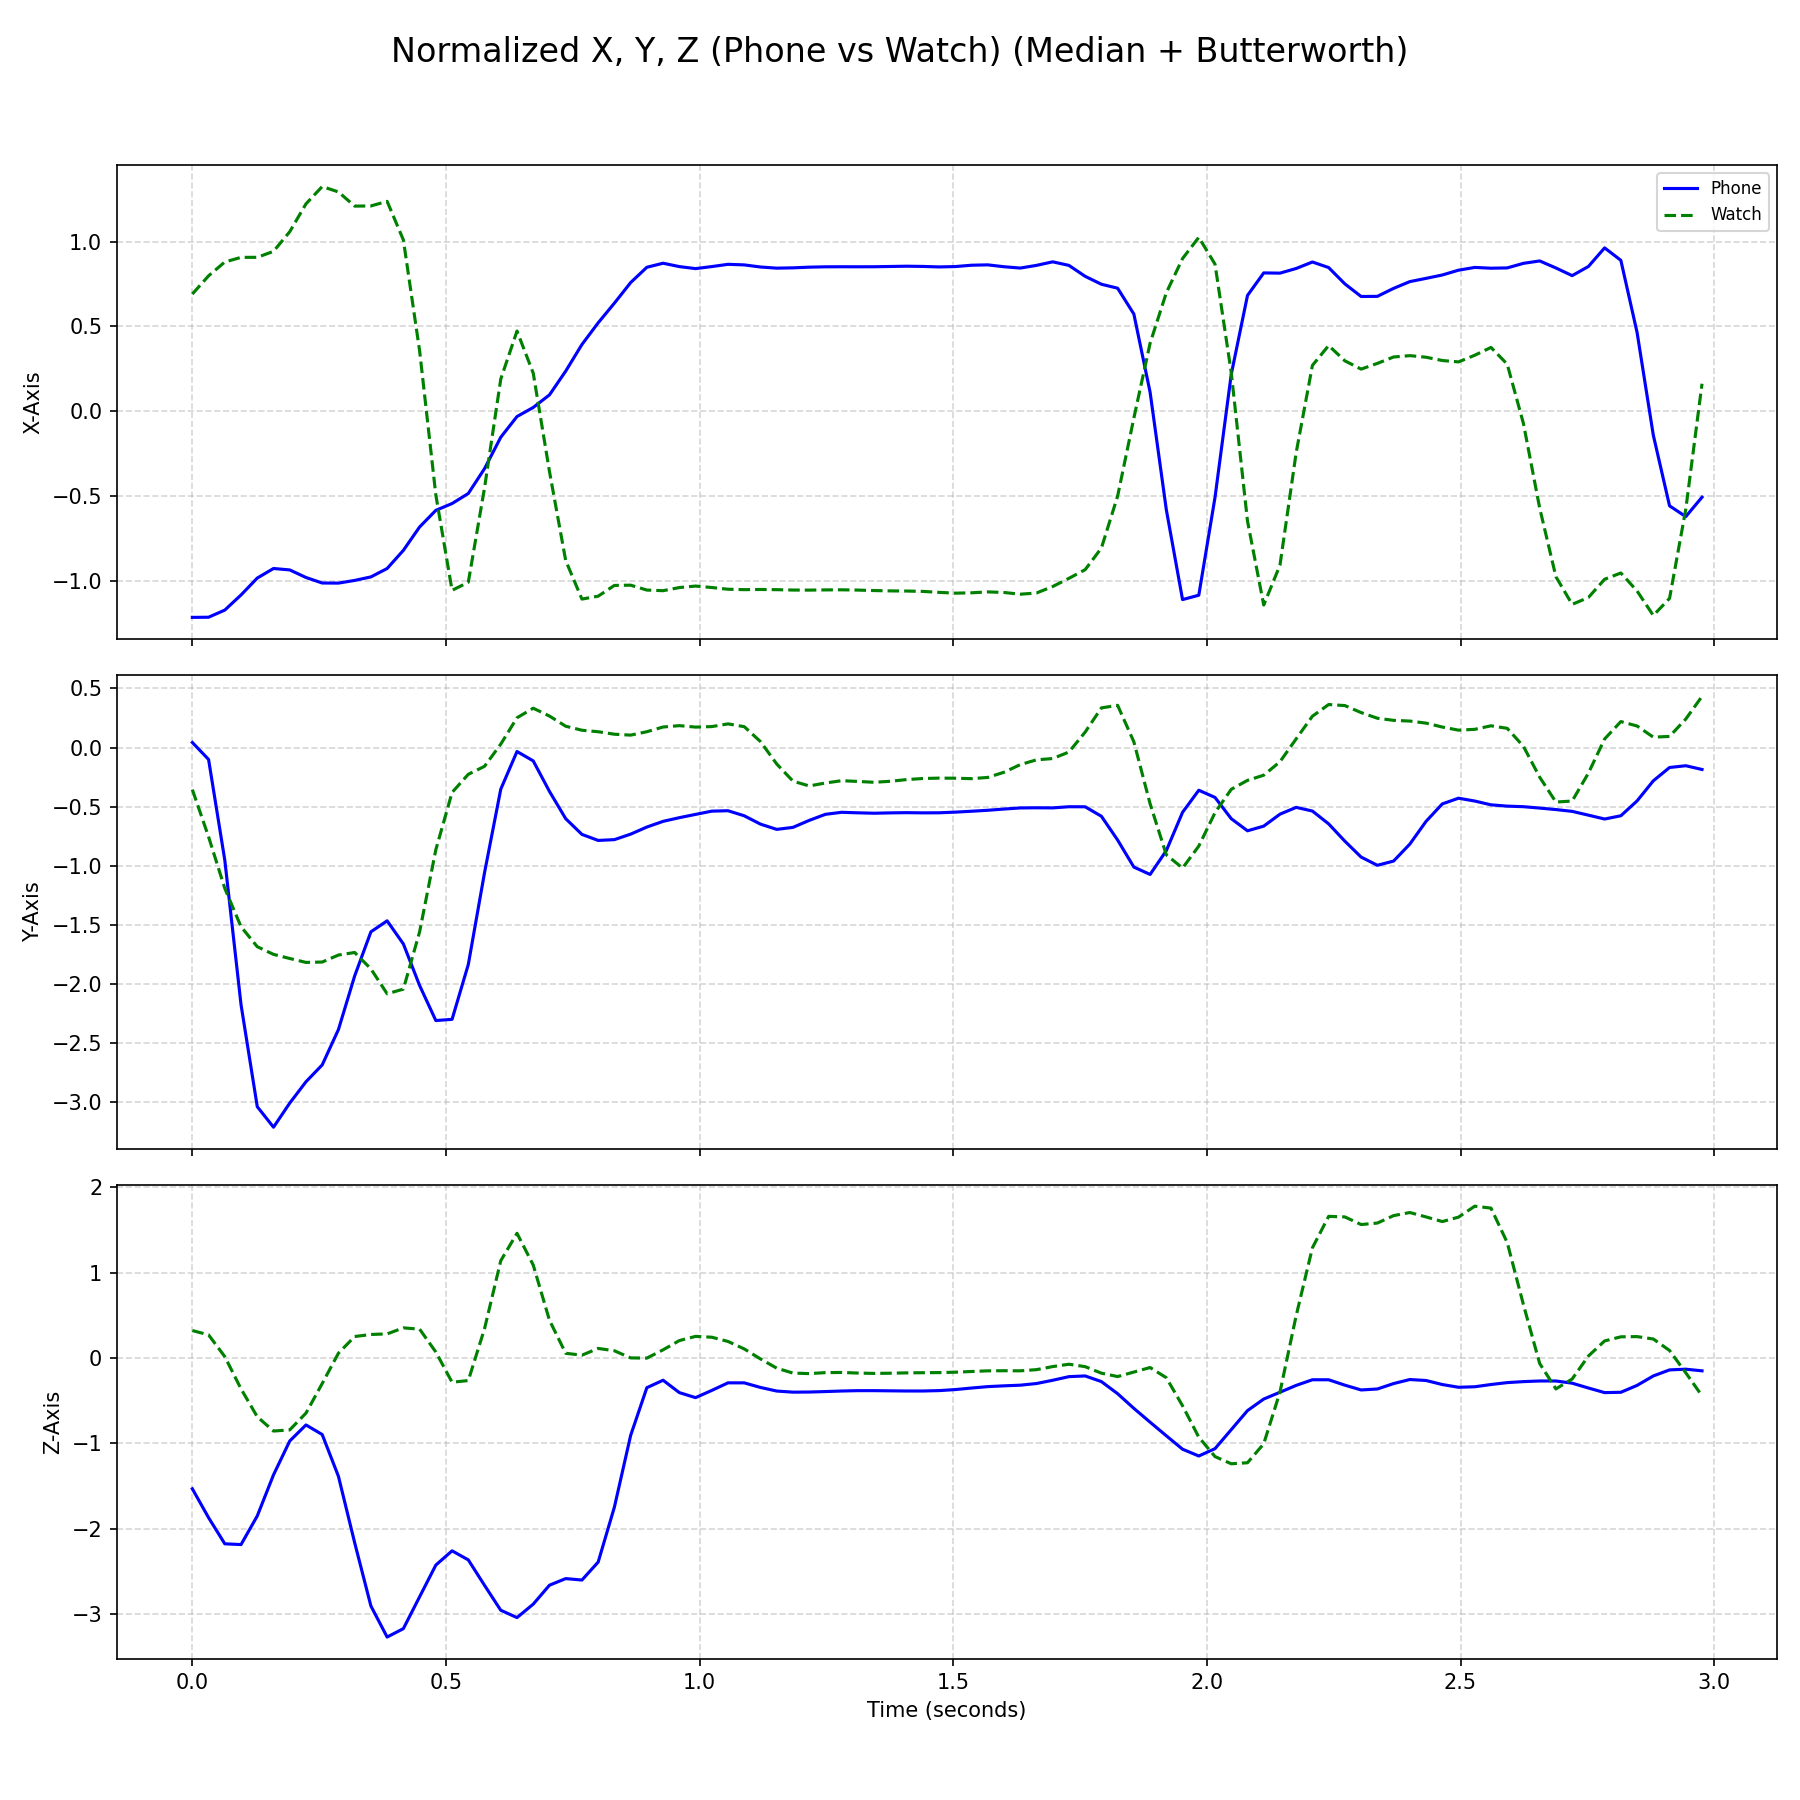 Normalized X, Y, Z (Phone vs Watch) (Median + Butterworth)
Phone
Watch
X-Axis
1.0
0.5
0.0
−0.5
−1.0
Y-Axis
0.5
0.0
−0.5
−1.0
−1.5
−2.0
−2.5
−3.0
Z-Axis
2
1
0
−1
−2
−3
0.0 0.5 1.0 1.5 2.0 2.5 3.0
Time (seconds)